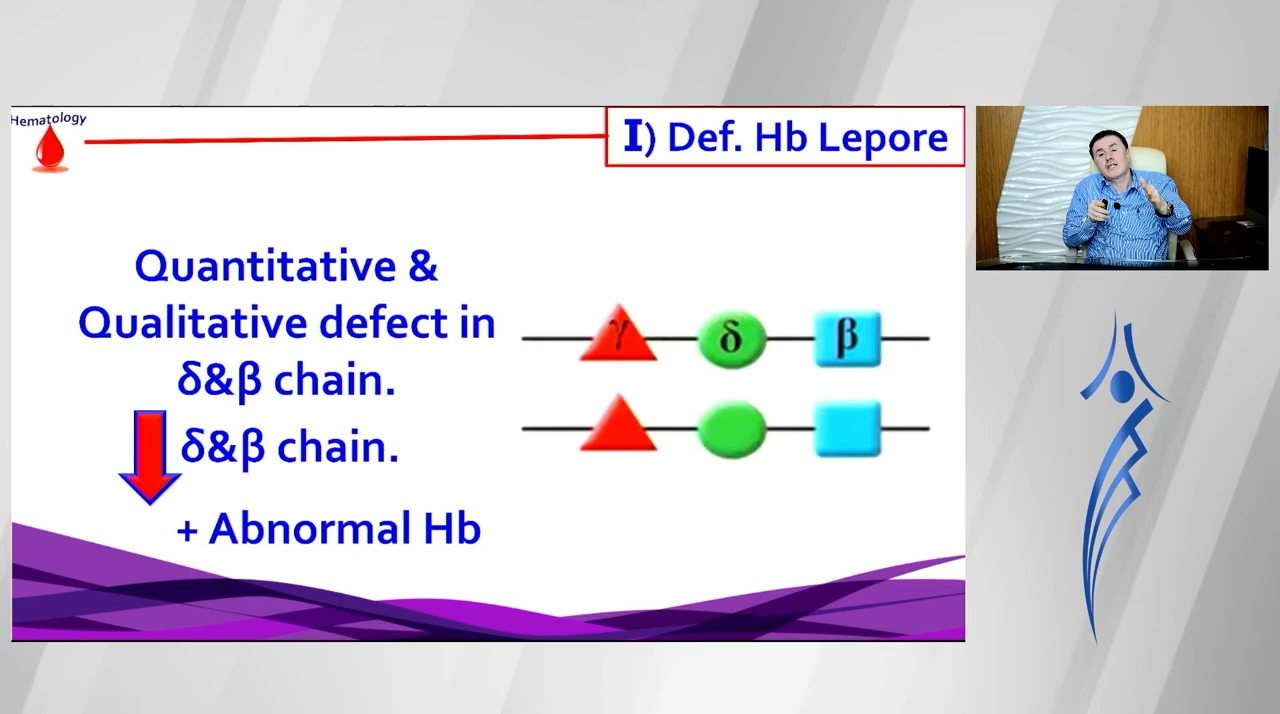 Hematology
I) Def. Hb Lepore
Quantitative &
Qualitative defect in
δ&β chain.
δ&β chain.
+ Abnormal Hb
γ δ β